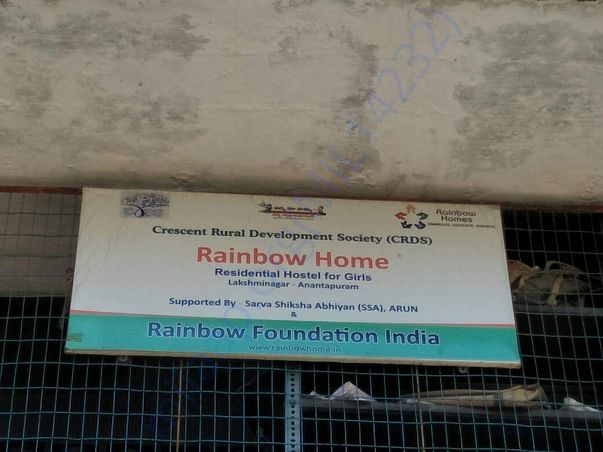 Rainbow
Homes
Crescent Rural Development Society (CRDS)
Rainbow Home
Residential Hostel for Girls
Lakshminagar - Anantapuram
Supported By - Sarva Shiksha Abhiyan (SSA), ARUN
&
Rainbow Foundation India
www.rainbowhome.in